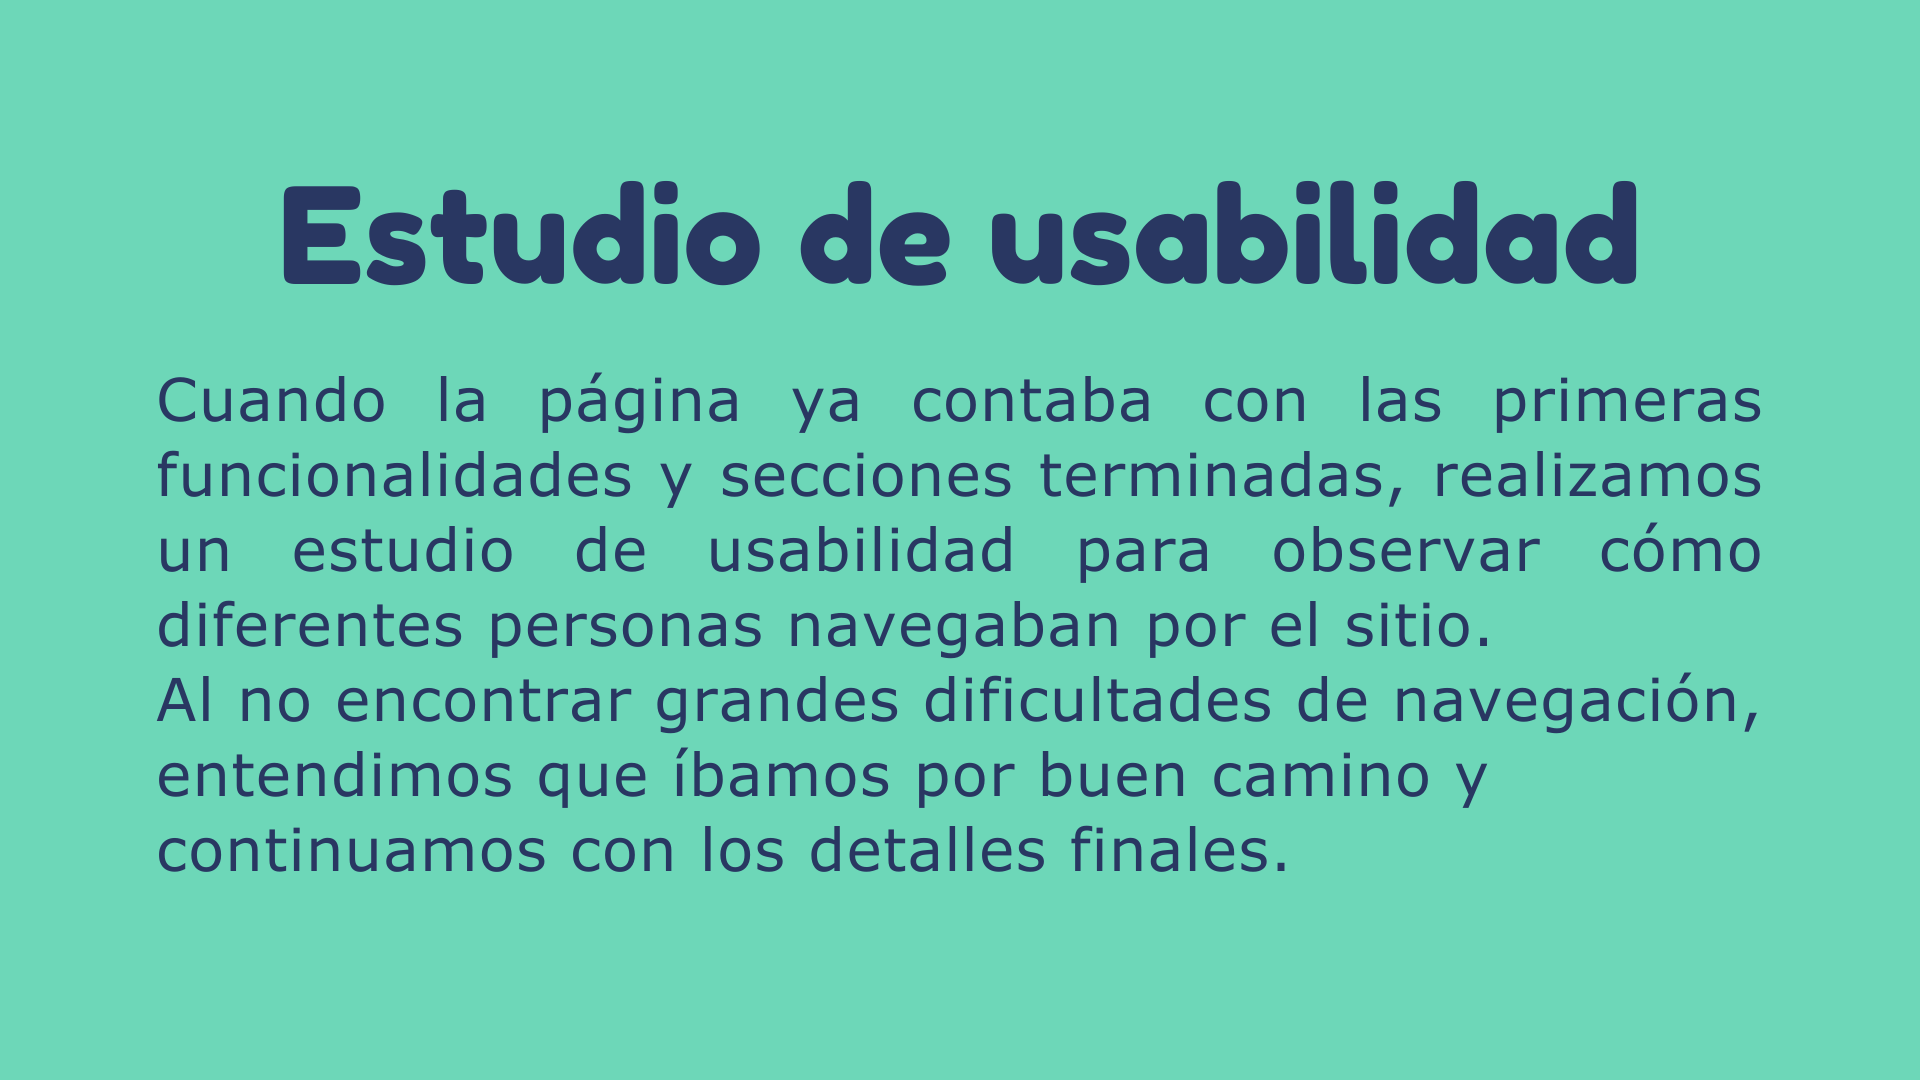 Estudio de usabilidad
Cuando la página ya contaba con las primeras
funcionalidades y secciones terminadas, realizamos
un estudio de usabilidad para observar cómo
diferentes personas navegaban por el sitio.
Al no encontrar grandes dificultades de navegación,
entendimos que íbamos por buen camino y
continuamos con los detalles finales.